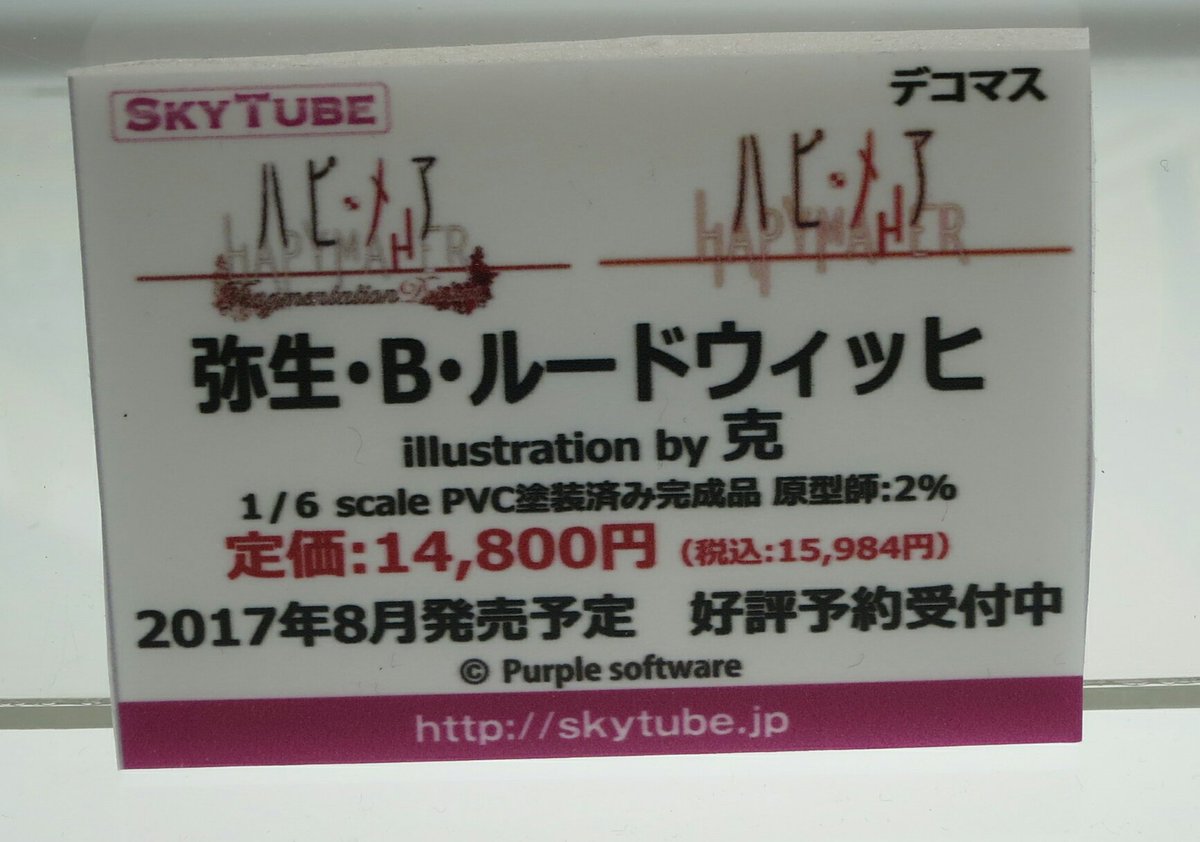 SKYTUBE
デコマス
ハピメア
HAPYMAHER
Fragmentation Dream
ハピメア
HAPYMAHER
弥生・B・ルードウィッヒ
illustration by 克
1/6 scale PVC塗装済み完成品 原型師:2%
定価:14,800円 (税込:15,984円)
2017年8月発売予定 好評予約受付中
© Purple software
http://skytube.jp